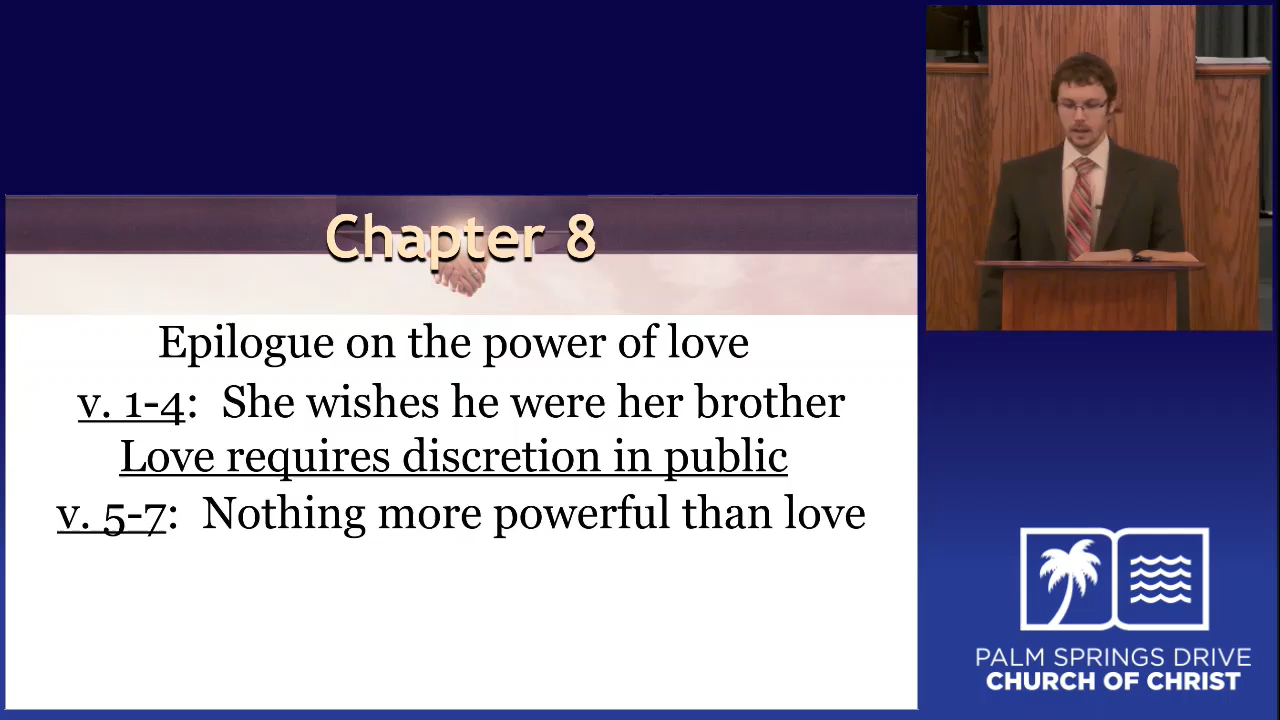 Chapter 8
Epilogue on the power of love
v. 1-4:  She wishes he were her brother
Love requires discretion in public
v. 5-7:  Nothing more powerful than love
PALM SPRINGS DRIVE
CHURCH OF CHRIST